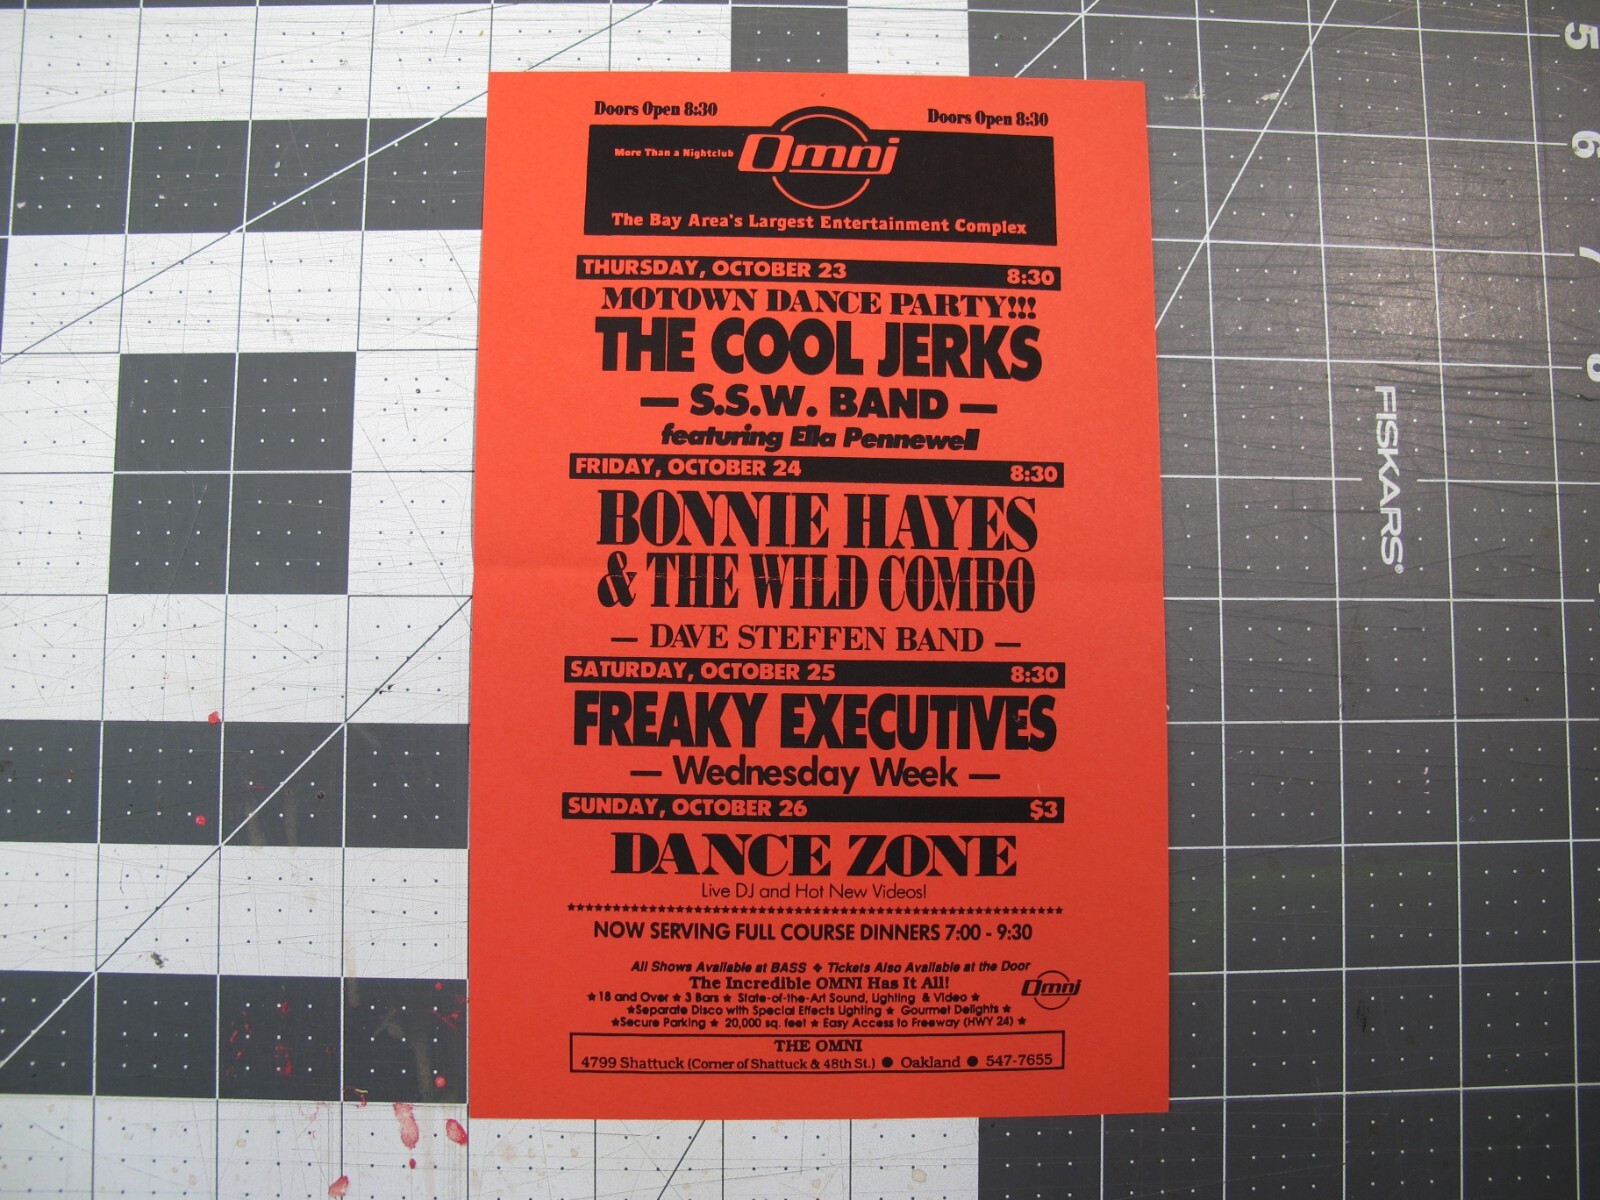 Doors Open 8:30
Doors Open 8:30
More Than a Nightclub
Omni
The Bay Area's Largest Entertainment Complex
THURSDAY, OCTOBER 23 8:30
MOTOWN DANCE PARTY!!!
THE COOL JERKS
— S.S.W. BAND —
featuring Ella Pennewell
FRIDAY, OCTOBER 24 8:30
BONNIE HAYES
& THE WILD COMBO
— DAVE STEFFEN BAND —
SATURDAY, OCTOBER 25 8:30
FREAKY EXECUTIVES
— Wednesday Week —
SUNDAY, OCTOBER 26 $3
DANCE ZONE
Live DJ and Hot New Videos!
NOW SERVING FULL COURSE DINNERS 7:00 - 9:30
All Shows Available at BASS ✦ Tickets Also Available at the Door
The Incredible OMNI Has It All!
Omni
★ 18 and Over ★ 3 Bars ★ State-of-the-Art Sound, Lighting & Video ★
★Separate Disco with Special Effects Lighting ★ Gourmet Delights ★
★Secure Parking ★ 20,000 sq. feet ★ Easy Access to Freeway (HWY 24) ★
THE OMNI
4799 Shattuck (Corner of Shattuck & 48th St.) ● Oakland ● 547-7655
5
6
7
8
FISKARS®